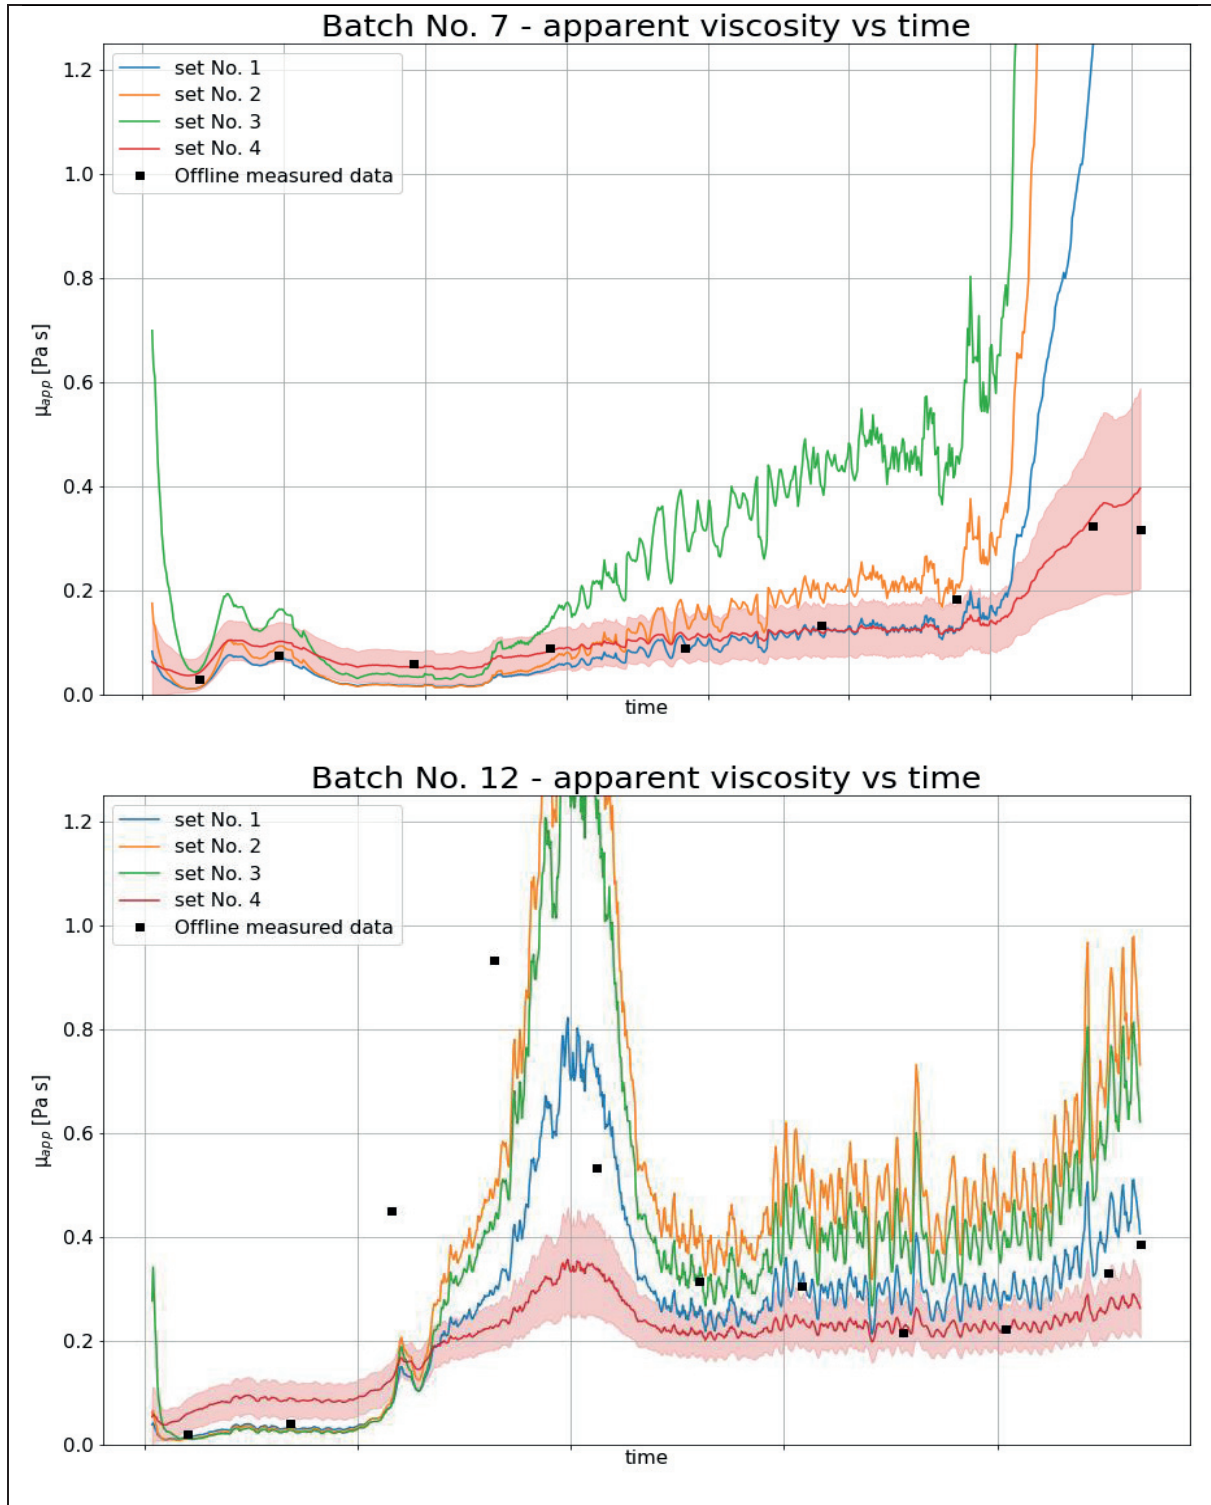 Batch No. 7 - apparent viscosity vs time
set No. 1
set No. 2
set No. 3
set No. 4
Offline measured data
1.2
1.0
0.8
0.6
0.4
0.2
0.0
μapp [Pa s]
time
Batch No. 12 - apparent viscosity vs time
set No. 1
set No. 2
set No. 3
set No. 4
Offline measured data
1.2
1.0
0.8
0.6
0.4
0.2
0.0
μapp [Pa s]
time